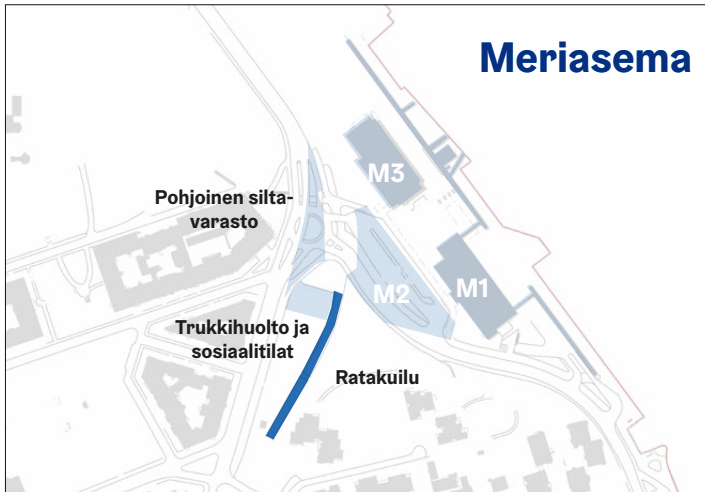 Meriasema
M3
Pohjoinen silta-
varasto
M2
M1
Trukkihuolto ja
sosiaalitilat
Ratakuilu